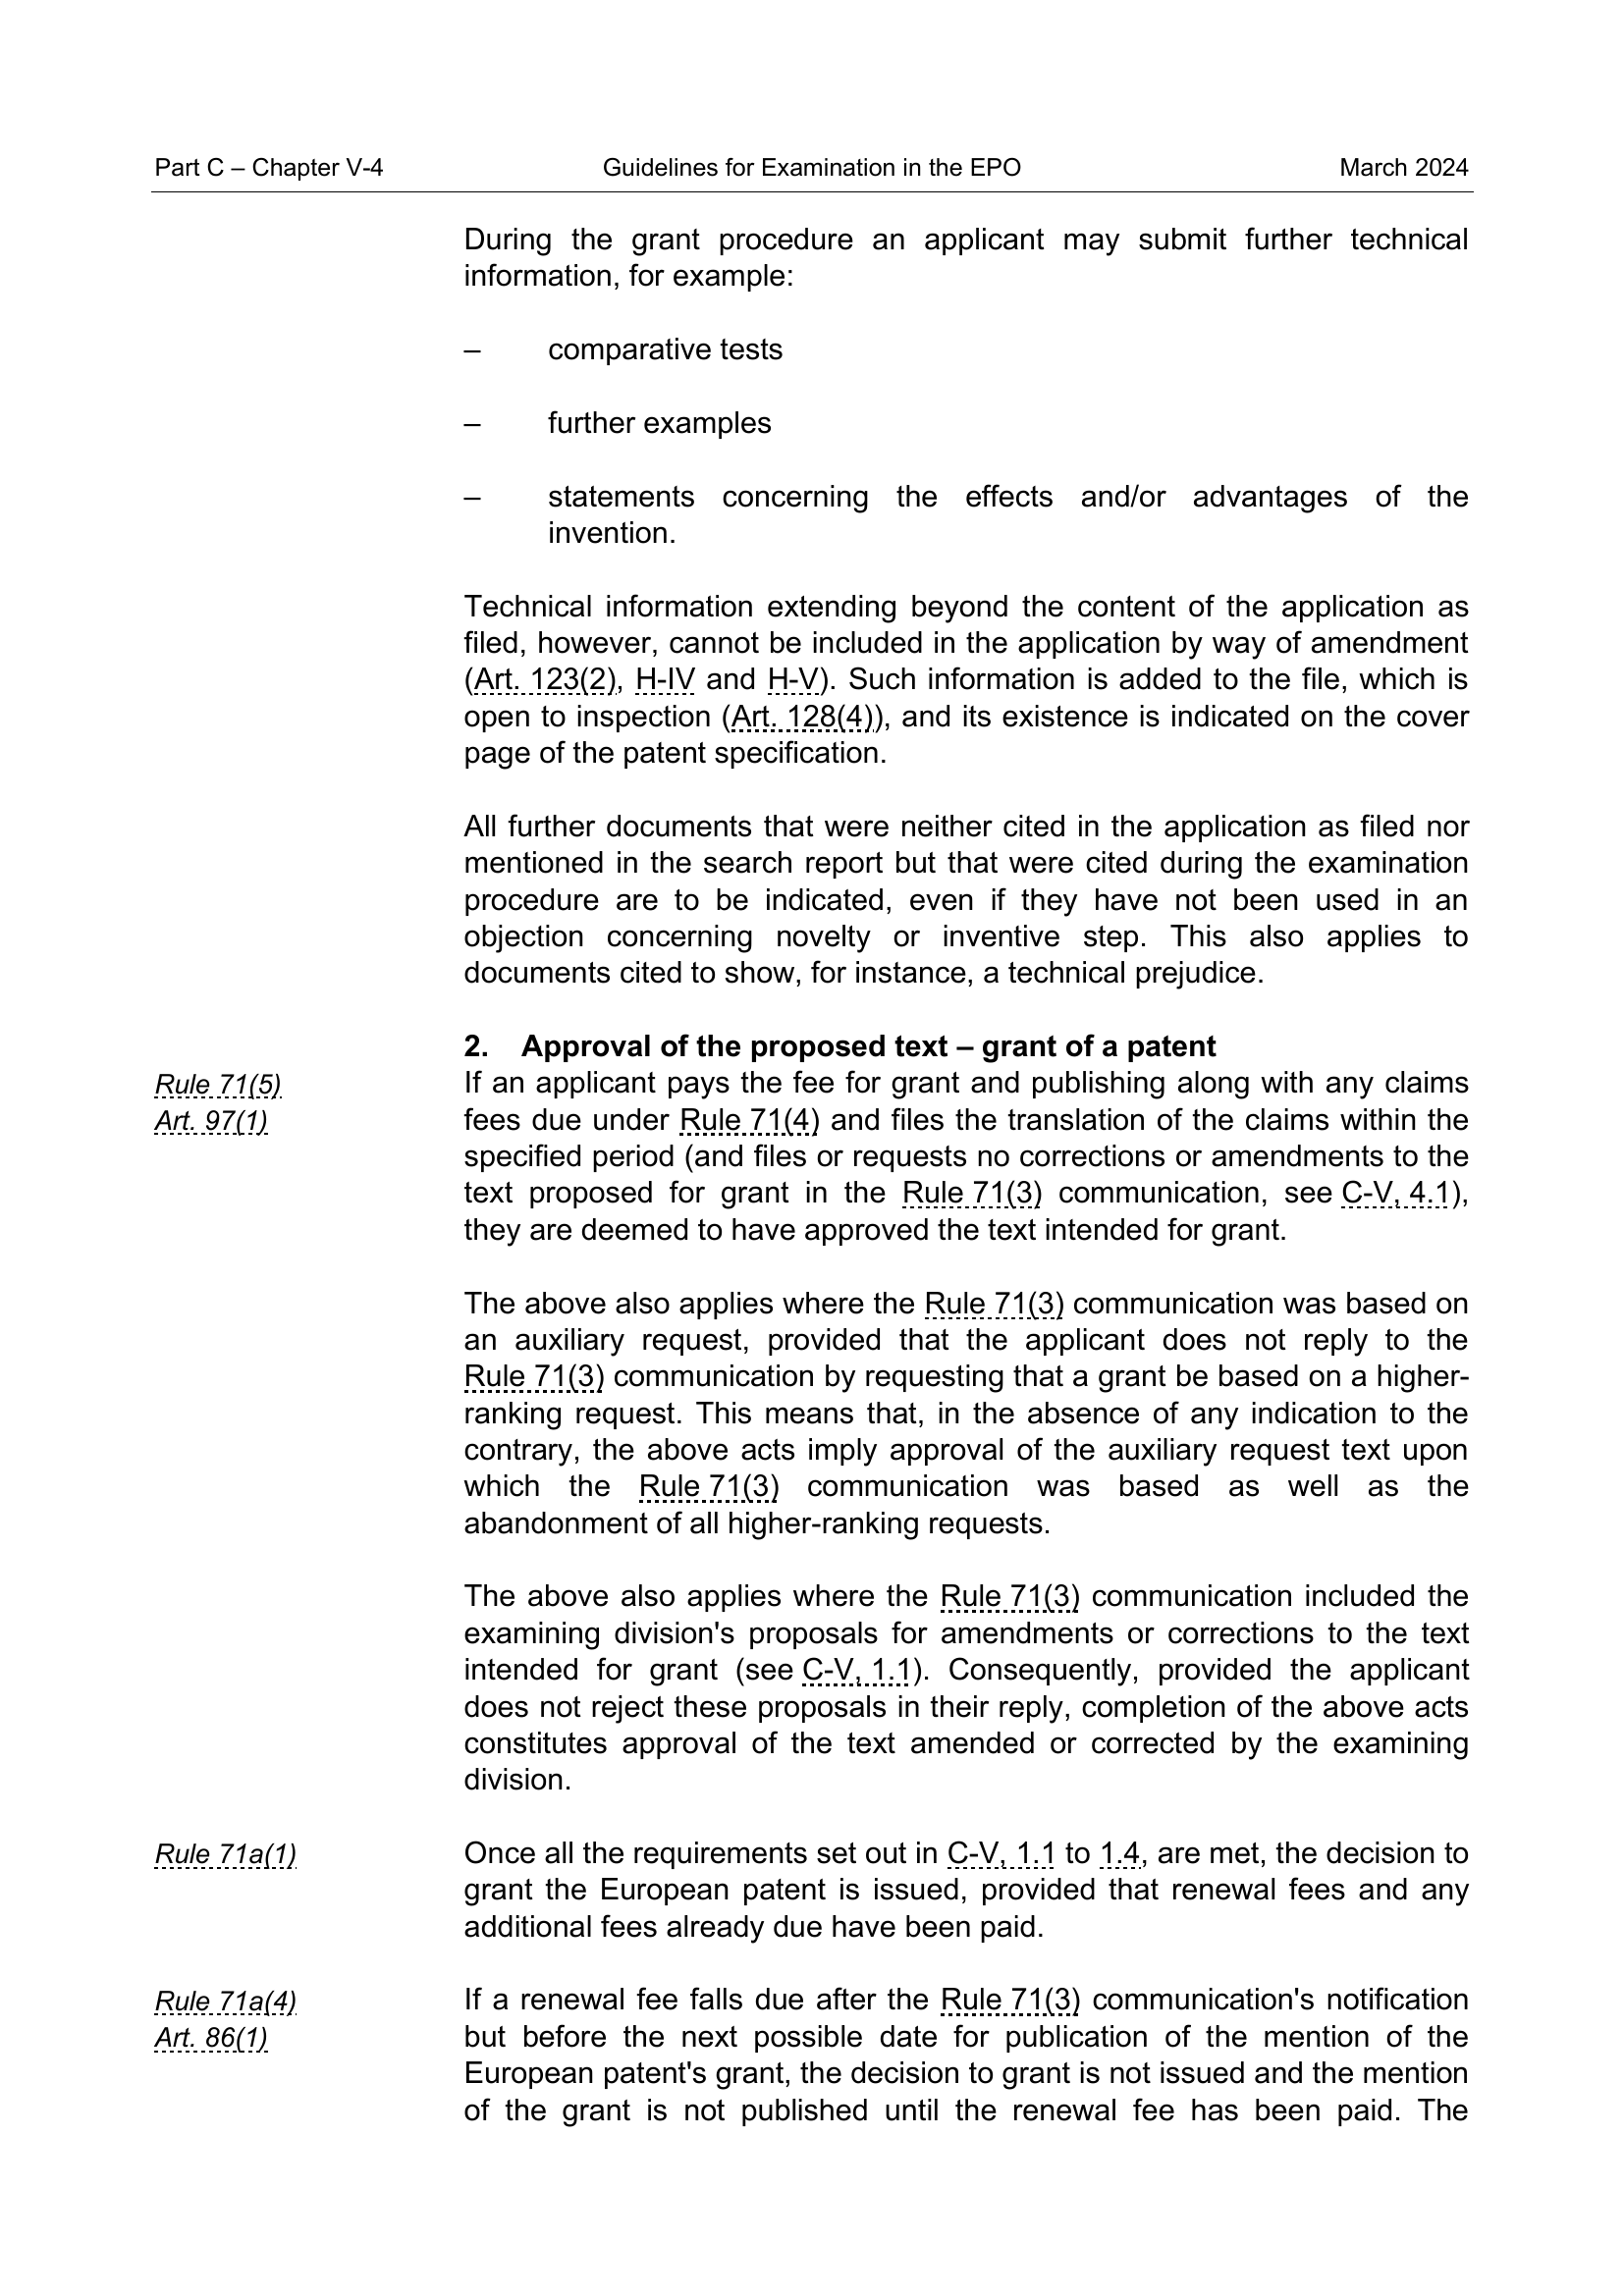 Part C – Chapter V-4 Guidelines for Examination in the EPO March 2024
During the grant procedure an applicant may submit further technical
information, for example:
– comparative tests
– further examples
– statements concerning the effects and/or advantages of the
invention.
Technical information extending beyond the content of the application as
filed, however, cannot be included in the application by way of amendment
(Art. 123(2), H-IV and H-V). Such information is added to the file, which is
open to inspection (Art. 128(4)), and its existence is indicated on the cover
page of the patent specification.
All further documents that were neither cited in the application as filed nor
mentioned in the search report but that were cited during the examination
procedure are to be indicated, even if they have not been used in an
objection concerning novelty or inventive step. This also applies to
documents cited to show, for instance, a technical prejudice.
2. Approval of the proposed text – grant of a patent
Rule 71(5)
Art. 97(1)
If an applicant pays the fee for grant and publishing along with any claims
fees due under Rule 71(4) and files the translation of the claims within the
specified period (and files or requests no corrections or amendments to the
text proposed for grant in the Rule 71(3) communication, see C-V, 4.1),
they are deemed to have approved the text intended for grant.
The above also applies where the Rule 71(3) communication was based on
an auxiliary request, provided that the applicant does not reply to the
Rule 71(3) communication by requesting that a grant be based on a higher-
ranking request. This means that, in the absence of any indication to the
contrary, the above acts imply approval of the auxiliary request text upon
which the Rule 71(3) communication was based as well as the
abandonment of all higher-ranking requests.
The above also applies where the Rule 71(3) communication included the
examining division's proposals for amendments or corrections to the text
intended for grant (see C-V, 1.1). Consequently, provided the applicant
does not reject these proposals in their reply, completion of the above acts
constitutes approval of the text amended or corrected by the examining
division.
Rule 71a(1)
Once all the requirements set out in C-V, 1.1 to 1.4, are met, the decision to
grant the European patent is issued, provided that renewal fees and any
additional fees already due have been paid.
Rule 71a(4)
Art. 86(1)
If a renewal fee falls due after the Rule 71(3) communication's notification
but before the next possible date for publication of the mention of the
European patent's grant, the decision to grant is not issued and the mention
of the grant is not published until the renewal fee has been paid. The